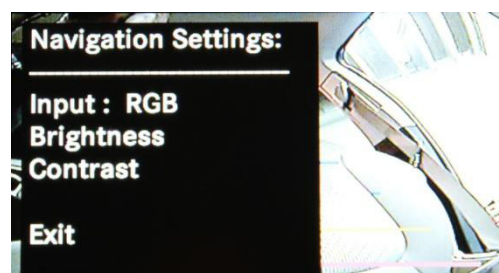 Navigation Settings:
Input : RGB
Brightness
Contrast
Exit